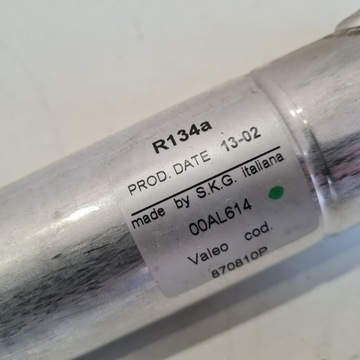 R134a
PROD. DATE 13-02
made by S.K.G. italiana
00AL614
Valeo cod.
870810P